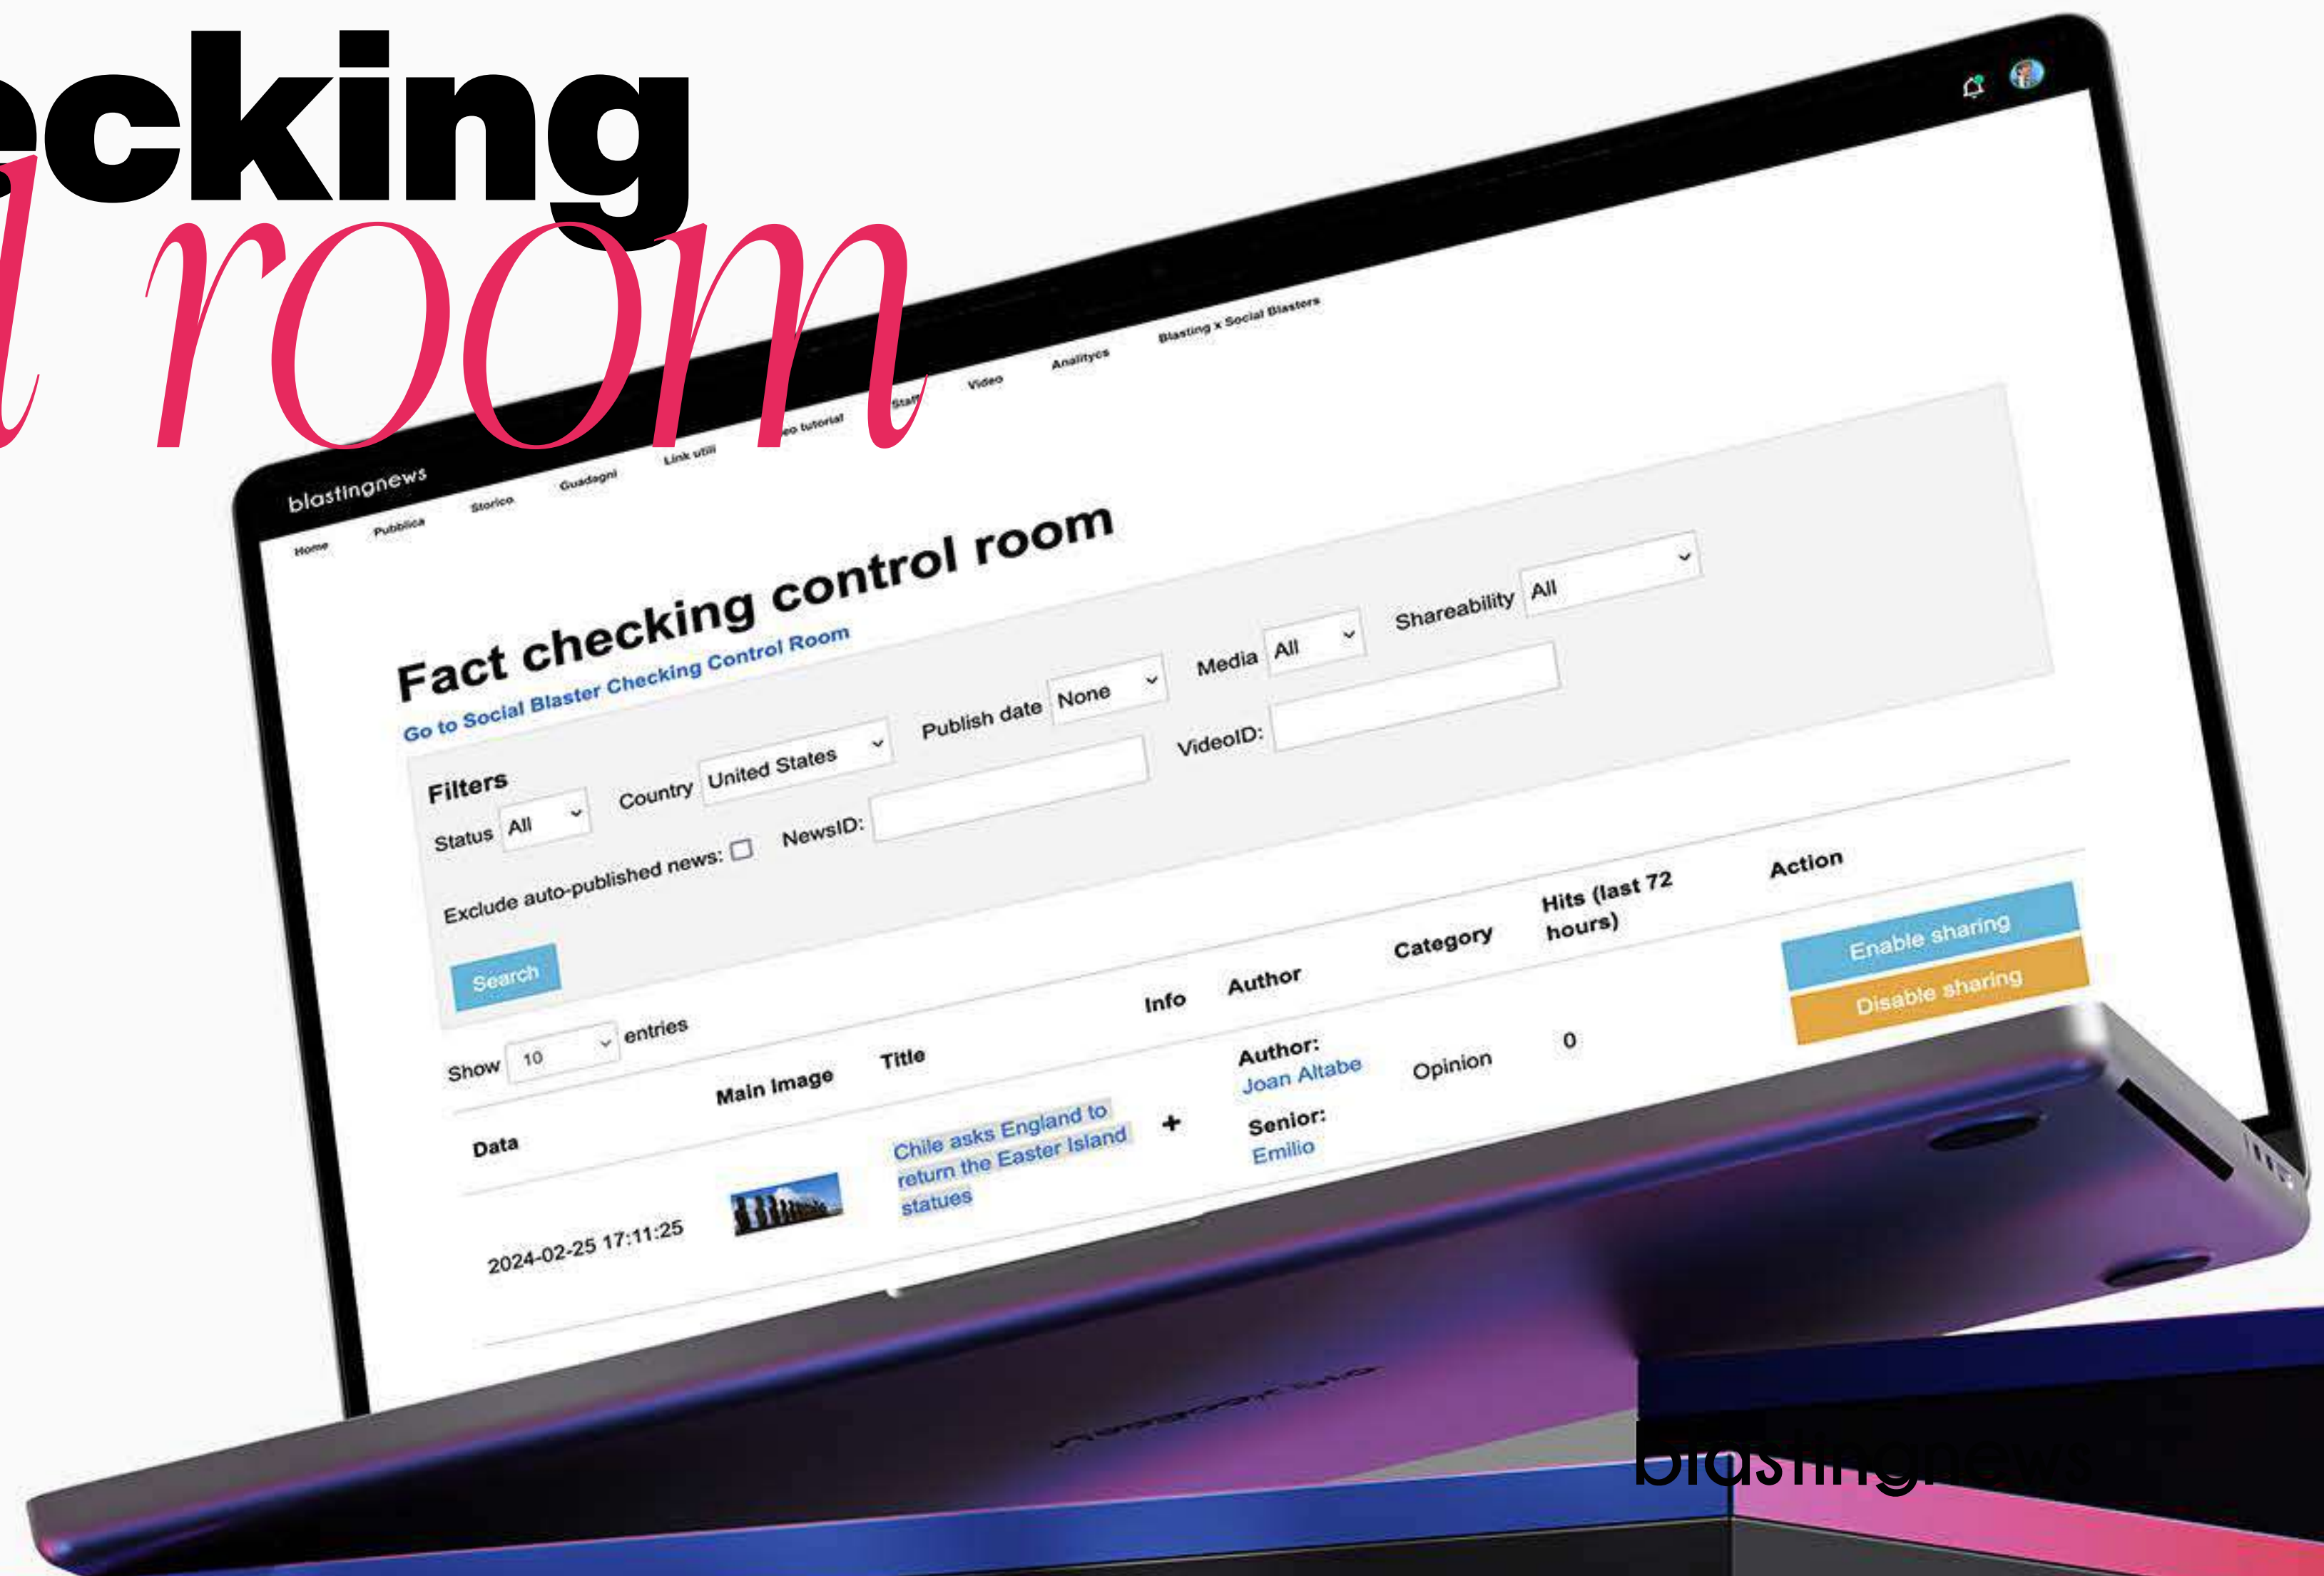 ecking
l room
blastingnews
Home Pubblica Storico Guadagni Link utili eo tutorial Staff Video Analitycs Blasting x Social Blasters
Fact checking control room
Go to Social Blaster Checking Control Room
Filters
Status All Country United States Publish date None Media All Shareability All
Exclude auto-published news: NewsID: VideoID:
Search
Show 10 entries
Data Main Image Title Info Author Category Hits (last 72
hours) Action
2024-02-25 17:11:25
Chile asks England to
return the Easter Island
statues
+
Author:
Joan Altabe
Senior:
Emilio
Opinion
0
Enable sharing
Disable sharing
blastingnews